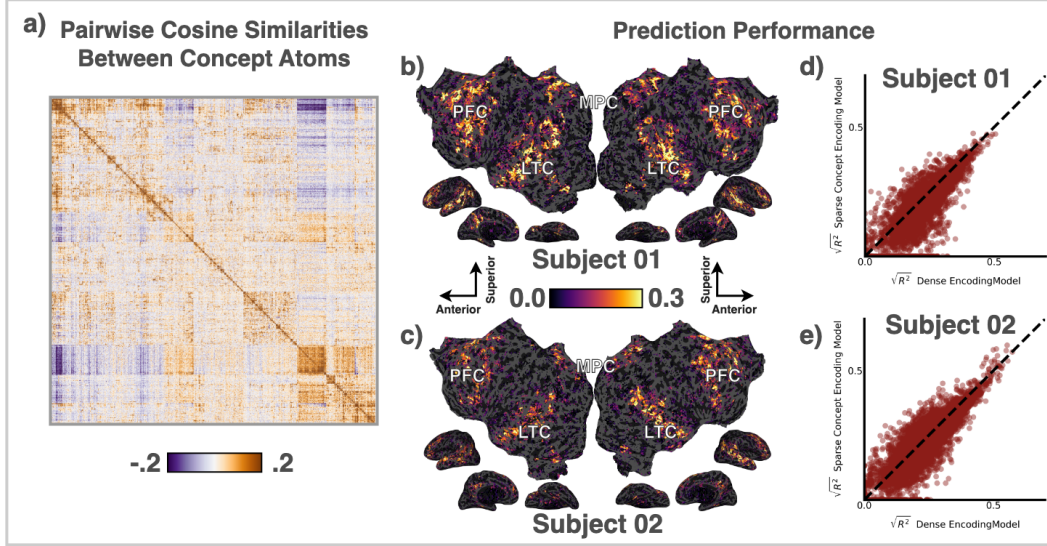 a) Pairwise Cosine Similarities
Between Concept Atoms
-.2
.2
Prediction Performance
b)
PFC
MPC
PFC
LTC
LTC
Subject 01
Superior
Anterior
0.0
0.3
Superior
Anterior
c)
PFC
MPC
PFC
LTC
LTC
Subject 02
d)
Subject 01
√R² Sparse Concept Encoding Model
0.5
0.0
0.5
√R² Dense EncodingModel
e)
Subject 02
√R² Sparse Concept Encoding Model
0.5
0.0
0.5
√R² Dense EncodingModel